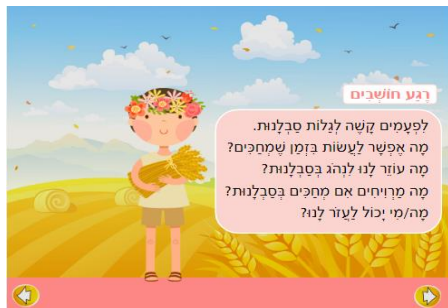 רֶגַע חוֹשְׁבִים
לִפְעָמִים קָשֶׁה לְגַלּוֹת סַבְלָנוּת.
מָה אֶפְשָׁר לַעֲשׂוֹת בִּזְמַן שֶׁמְּחַכִּים?
מָה עוֹזֵר לָנוּ לִנְהֹג בְּסַבְלָנוּת?
מָה מַרְוִיחִים אִם מְחַכִּים בְּסַבְלָנוּת?
מָה/מִי יָכוֹל לַעֲזֹר לָנוּ?